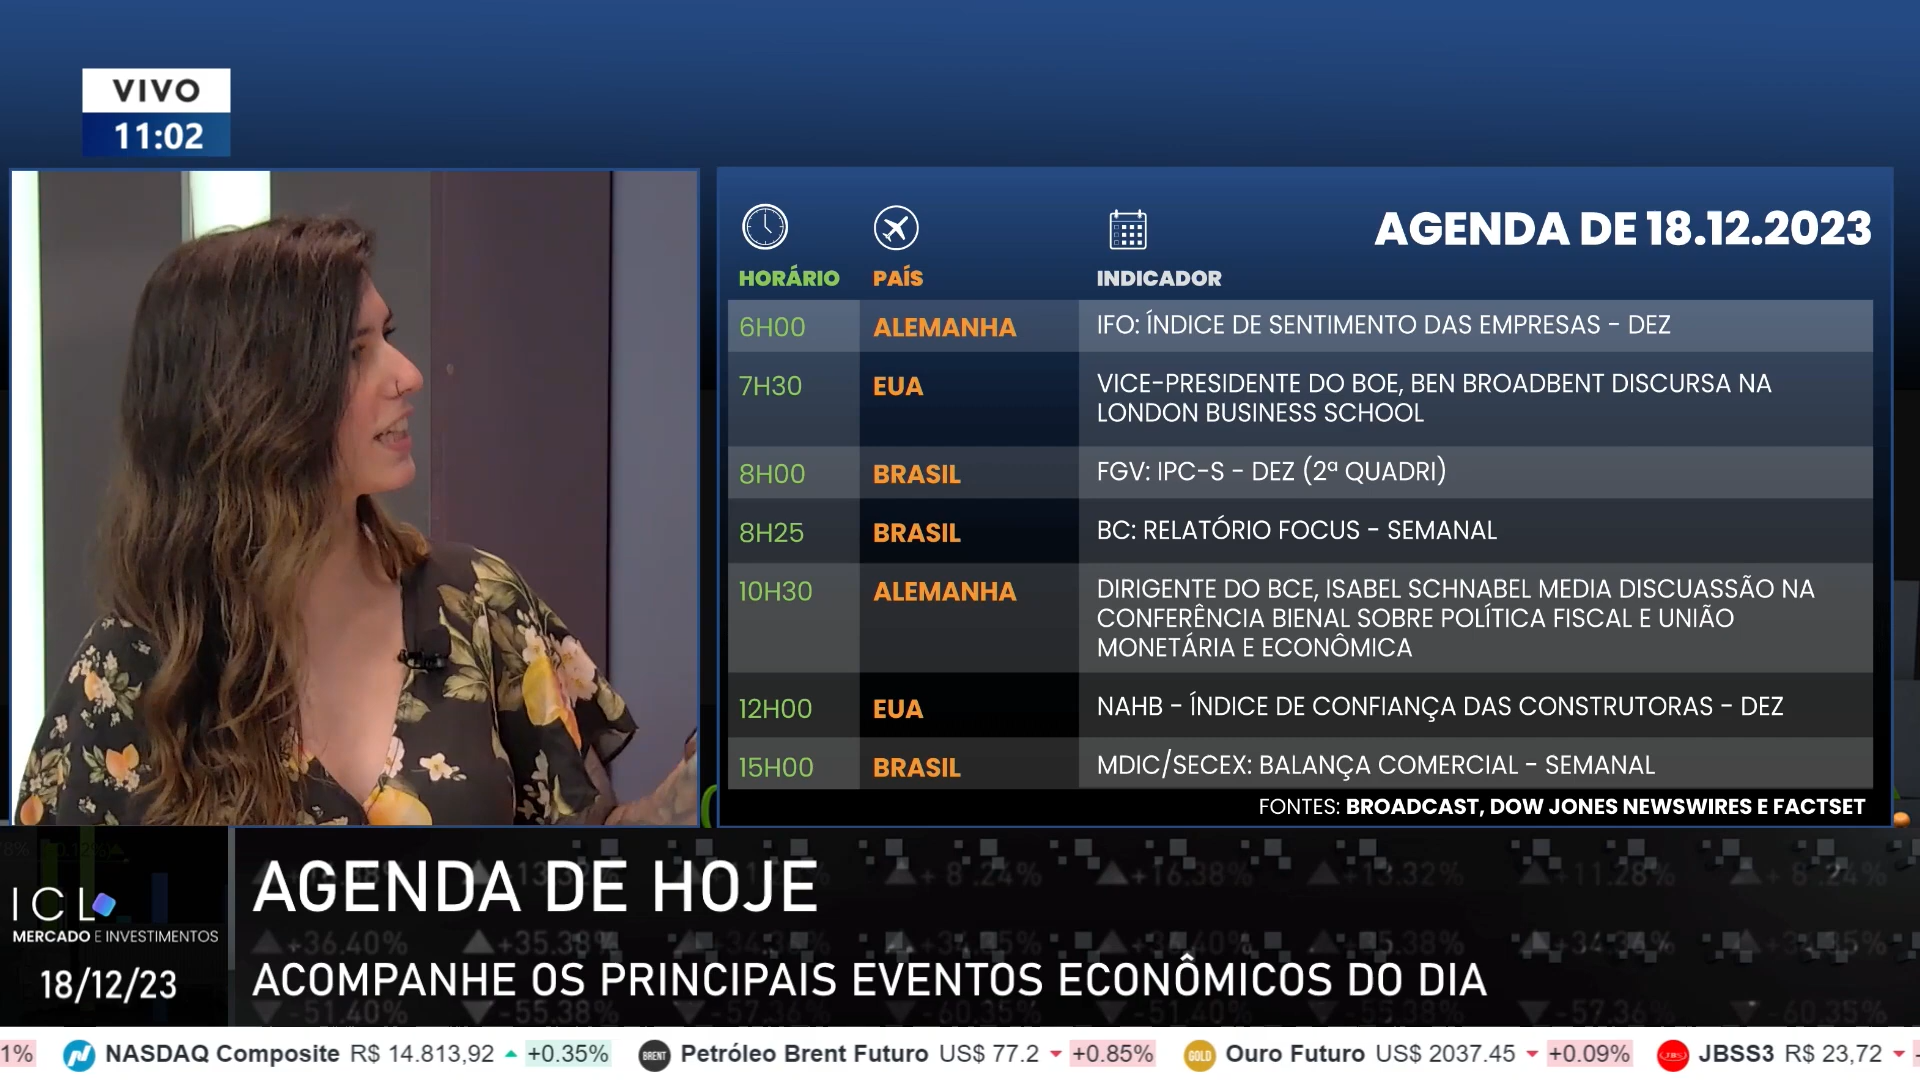 VIVO
11:02
AGENDA DE 18.12.2023
HORÁRIO PAÍS INDICADOR
6H00 ALEMANHA IFO: ÍNDICE DE SENTIMENTO DAS EMPRESAS - DEZ
7H30 EUA VICE-PRESIDENTE DO BOE, BEN BROADBENT DISCURSA NA
LONDON BUSINESS SCHOOL
8H00 BRASIL FGV: IPC-S - DEZ (2ª QUADRI)
8H25 BRASIL BC: RELATÓRIO FOCUS - SEMANAL
10H30 ALEMANHA DIRIGENTE DO BCE, ISABEL SCHNABEL MEDIA DISCUASSÃO NA
CONFERÊNCIA BIENAL SOBRE POLÍTICA FISCAL E UNIÃO
MONETÁRIA E ECONÔMICA
12H00 EUA NAHB - ÍNDICE DE CONFIANÇA DAS CONSTRUTORAS - DEZ
15H00 BRASIL MDIC/SECEX: BALANÇA COMERCIAL - SEMANAL
FONTES: BROADCAST, DOW JONES NEWSWIRES E FACTSET
ICL
MERCADO E INVESTIMENTOS
18/12/23
AGENDA DE HOJE
ACOMPANHE OS PRINCIPAIS EVENTOS ECONÔMICOS DO DIA
1% NASDAQ Composite R$ 14.813,92 +0.35% BRENT Petróleo Brent Futuro US$ 77.2 +0.85% GOLD Ouro Futuro US$ 2037.45 +0.09% JBS JBSS3 R$ 23,72